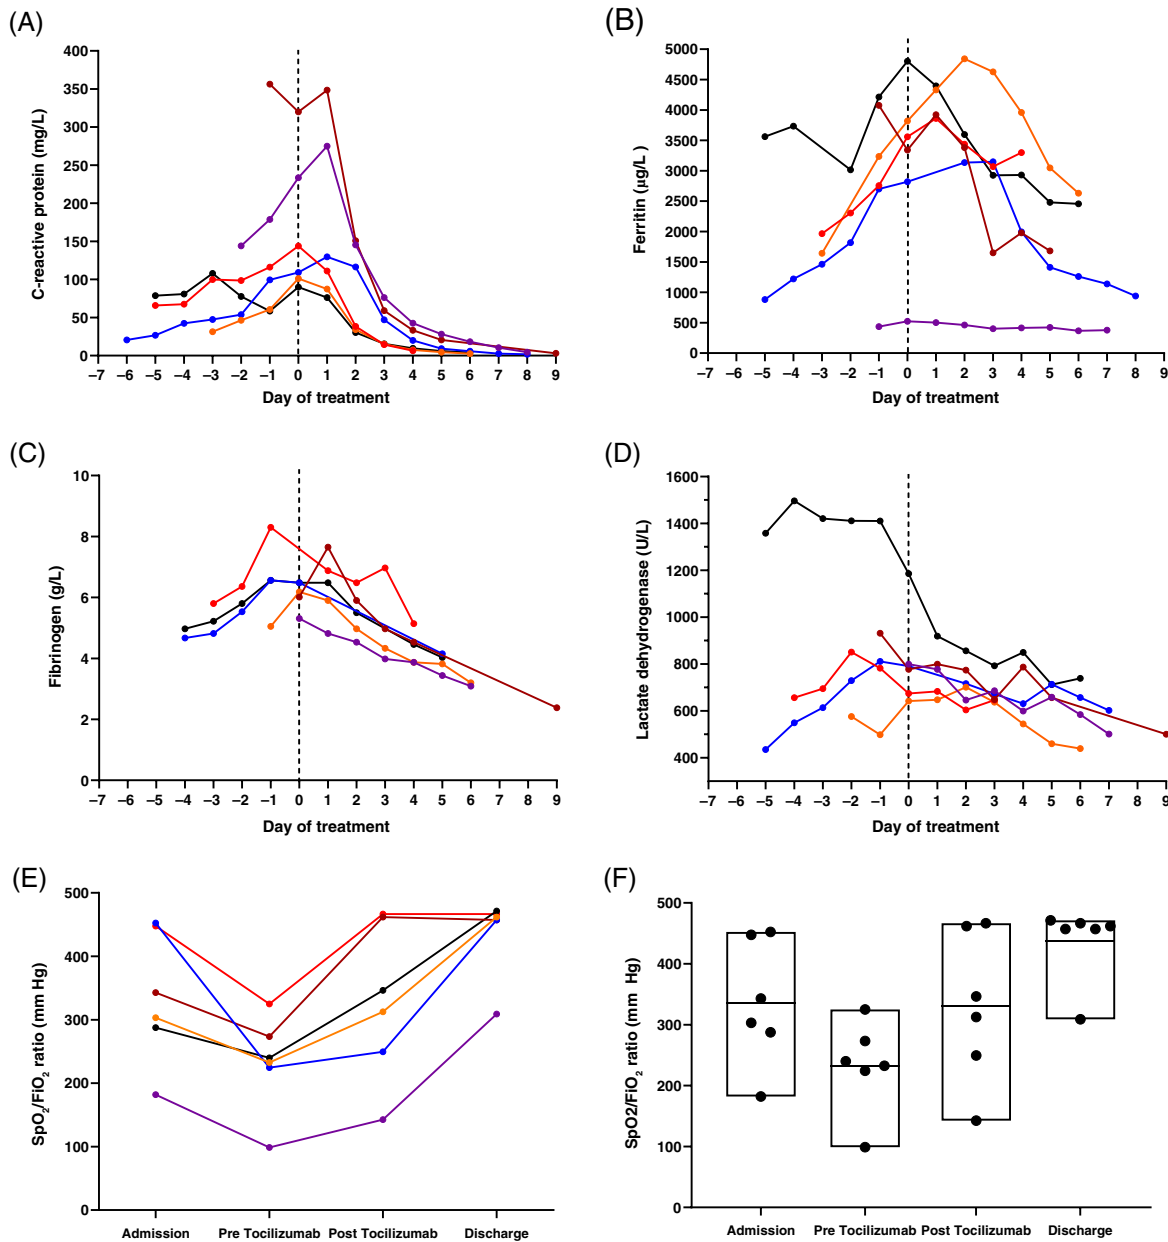 (A)
C-reactive protein (mg/L)
400
350
300
250
200
150
100
50
0
–7 –6 –5 –4 –3 –2 –1 0 1 2 3 4 5 6 7 8 9
Day of treatment
(B)
Ferritin (μg/L )
5000
4500
4000
3500
3000
2500
2000
1500
1000
500
0
–7 –6 –5 –4 –3 –2 –1 0 1 2 3 4 5 6 7 8 9
Day of treatment
(C)
Fibrinogen (g/L)
10
8
6
4
2
0
–7 –6 –5 –4 –3 –2 –1 0 1 2 3 4 5 6 7 8 9
Day of treatment
(D)
Lactate dehydrogenase (U/L)
1600
1400
1200
1000
800
600
400
–7 –6 –5 –4 –3 –2 –1 0 1 2 3 4 5 6 7 8 9
Day of treatment
(E)
SpO₂/FiO₂ ratio (mm Hg)
500
400
300
200
100
0
Admission Pre Tocilizumab Post Tocilizumab Discharge
(F)
SpO2/FiO₂ ratio (mm Hg)
500
400
300
200
100
0
Admission Pre Tocilizumab Post Tocilizumab Discharge